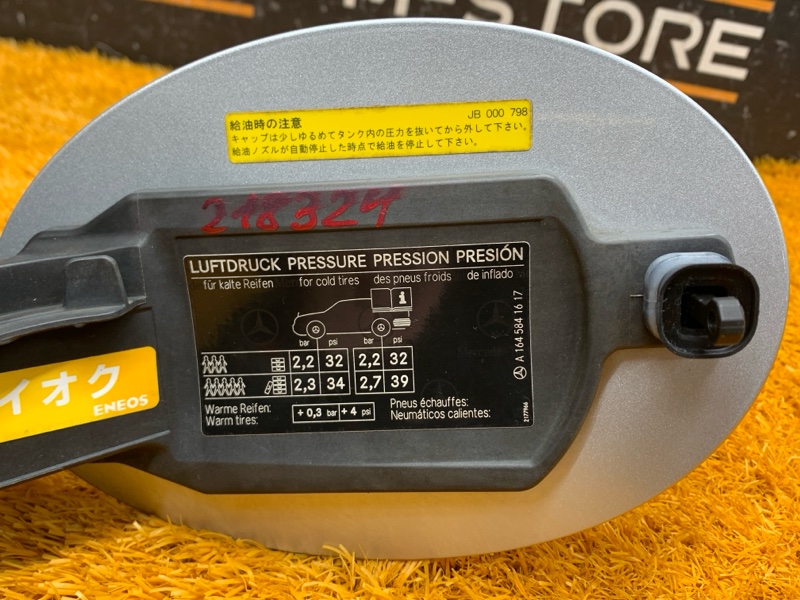 M-STORE
給油時の注意 JB 000 798
キャップは少しゆるめてタンク内の圧力を抜いてから外して下さい。
給油ノズルが自動停止した時点で給油を停止して下さい。
218324
LUFTDRUCK PRESSURE PRESSION PRESIÓN
für kalte Reifen for cold tires des pneus froids de inflado
i
bar psi bar psi
2,2 32 2,2 32
2,3 34 2,7 39
Warme Reifen: + 0,3 bar + 4 psi Pneus échauffes:
Warm tires: Neumáticos calientes:
A 164 584 16 17
2177966
イオク
ENEOS